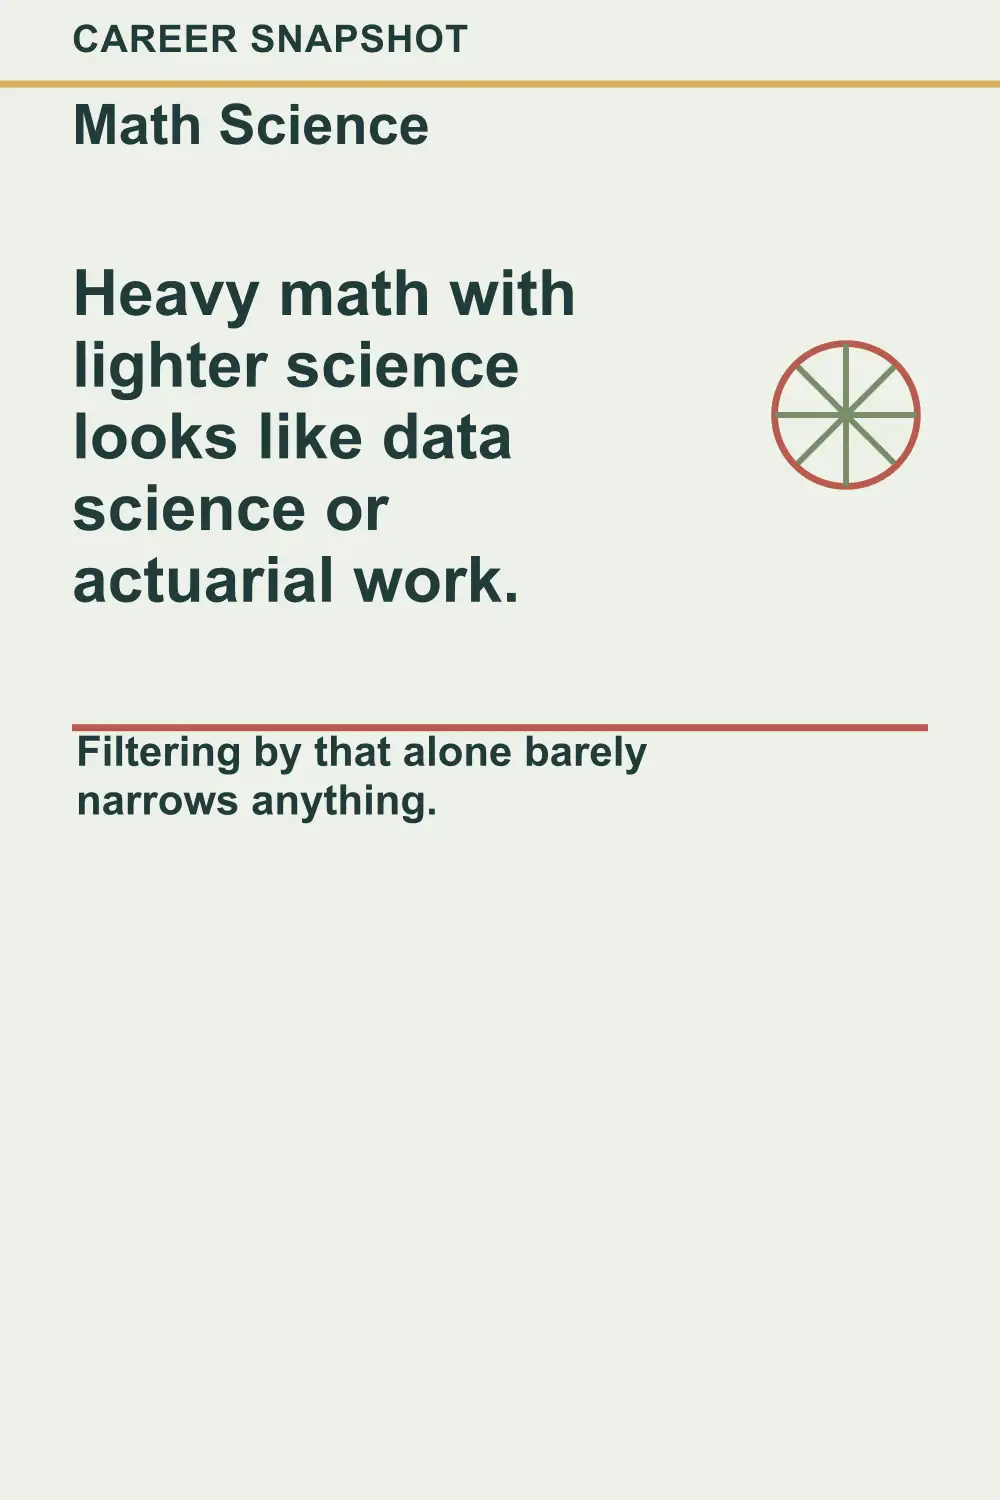 CAREER SNAPSHOT
Math Science
Heavy math with
lighter science
looks like data
science or
actuarial work.
Filtering by that alone barely
narrows anything.